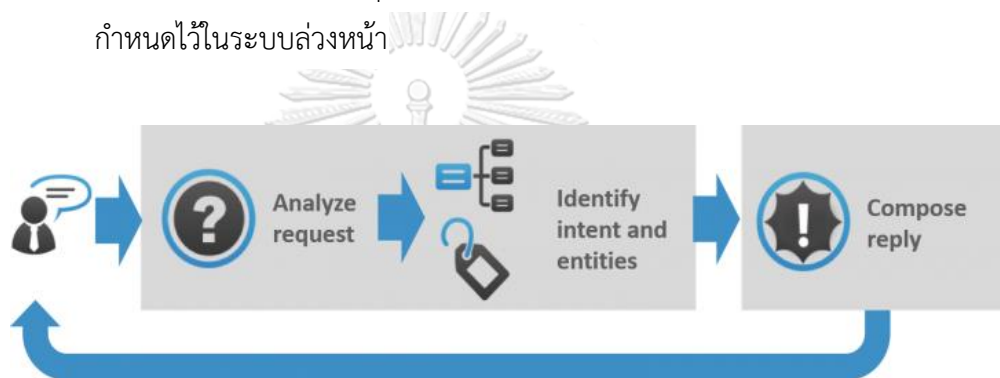 กำหนดไว้ในระบบล่วงหน้า
Analyze
request
Identify
intent and
entities
Compose
reply